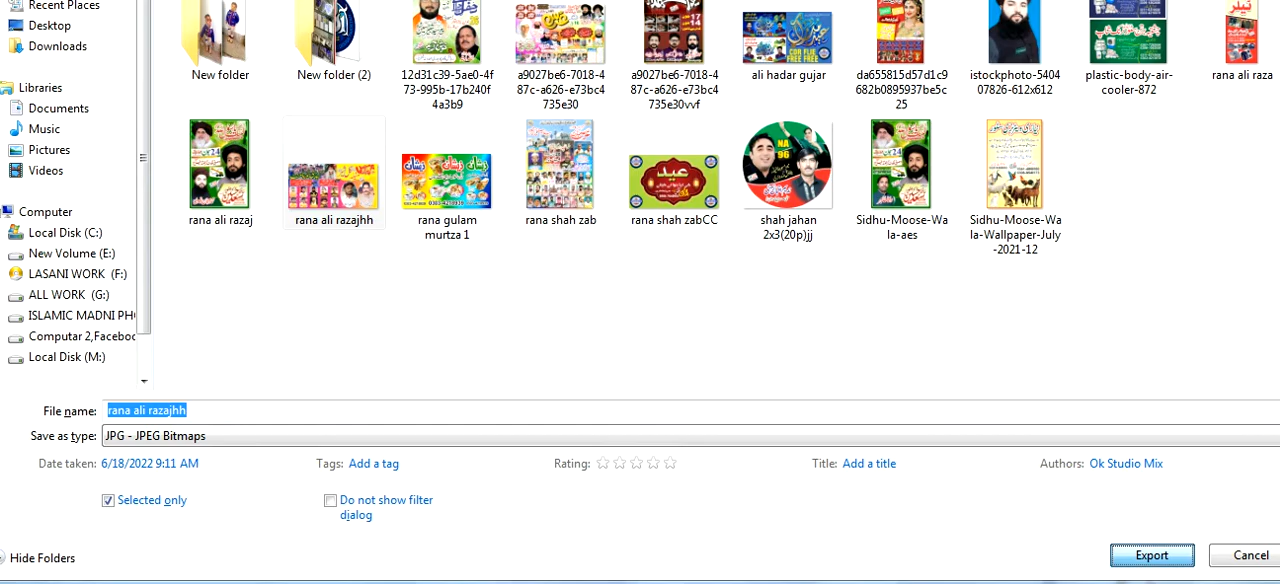 Recent Places
Desktop
Downloads
Libraries
Documents
Music
Pictures
Videos
Computer
Local Disk (C:)
New Volume (E:)
LASANI WORK (F:)
ALL WORK (G:)
ISLAMIC MADNI PH
Computar 2,Faceboo
Local Disk (M:)
New folder
New folder (2)
12d31c39-5ae0-4f
73-995b-17b240f
4a3b9
a9027be6-7018-4
87c-a626-e73bc4
735e30
a9027be6-7018-4
87c-a626-e73bc4
735e30vvf
ali hadar gujar
da655815d57d1c9
682b0895937be5c
25
istockphoto-5404
07826-612x612
plastic-body-air-
cooler-872
rana ali raza
rana ali razaj
rana ali razajhh
rana gulam
murtza 1
rana shah zab
rana shah zabCC
عید
NA
96
shah jahan
2x3(20p)jj
Sidhu-Moose-Wa
la-aes
Sidhu-Moose-Wa
la-Wallpaper-July
-2021-12
File name: rana ali razajhh
Save as type: JPG - JPEG Bitmaps
Date taken: 6/18/2022 9:11 AM Tags: Add a tag Rating: Title: Add a title Authors: Ok Studio Mix
Selected only
Do not show filter
dialog
Hide Folders
Export Cancel